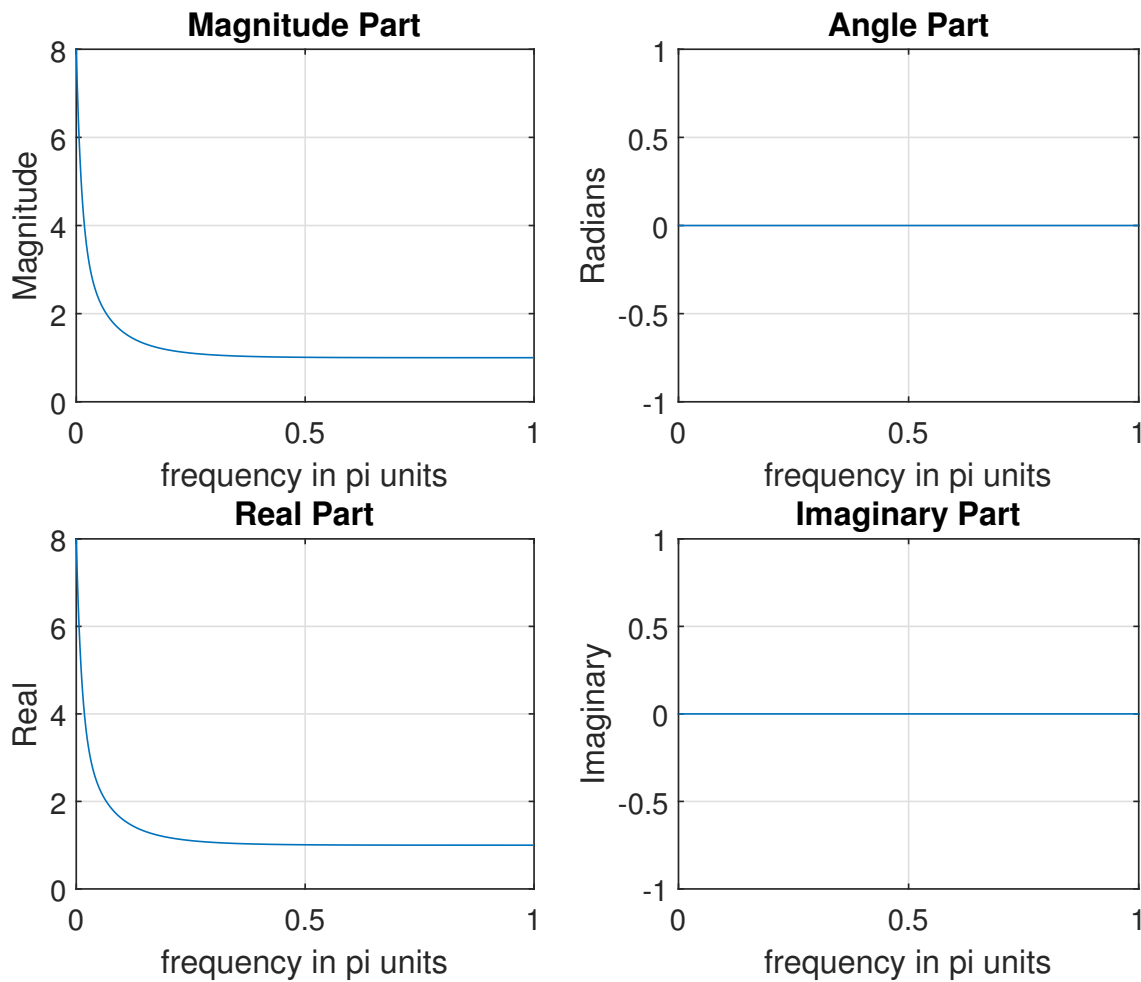 Magnitude Part
8
6
4
2
0
Magnitude
0 0.5 1
frequency in pi units
Angle Part
1
0.5
0
-0.5
-1
Radians
0 0.5 1
frequency in pi units
Real Part
8
6
4
2
0
Real
0 0.5 1
frequency in pi units
Imaginary Part
1
0.5
0
-0.5
-1
Imaginary
0 0.5 1
frequency in pi units